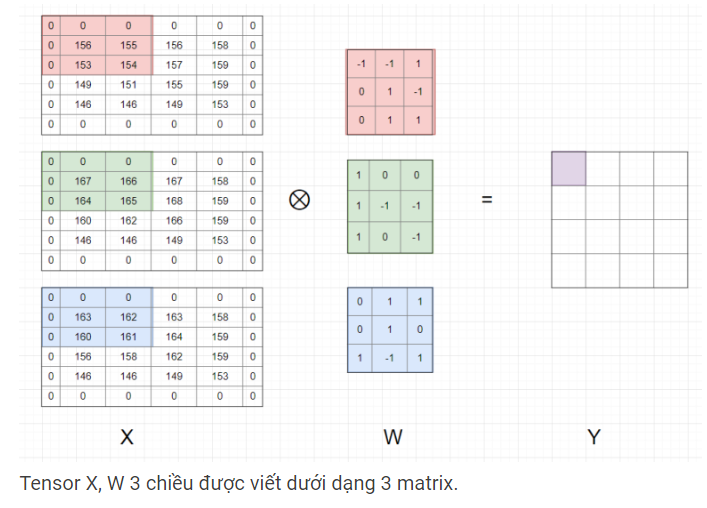 0 0 0 0 0 0
0 156 155 156 158 0
0 153 154 157 159 0
0 149 151 155 159 0
0 146 146 149 153 0
0 0 0 0 0 0
-1 -1 1
0 1 -1
0 1 1
0 0 0 0 0 0
0 167 166 167 158 0
0 164 165 168 159 0
0 160 162 166 159 0
0 146 146 149 153 0
0 0 0 0 0 0
⊗
1 0 0
1 -1 -1
1 0 -1
=
0 0 0 0 0 0
0 163 162 163 158 0
0 160 161 164 159 0
0 156 158 162 159 0
0 146 146 149 153 0
0 0 0 0 0 0
0 1 1
0 1 0
1 -1 1
X W Y
Tensor X, W 3 chiều được viết dưới dạng 3 matrix.